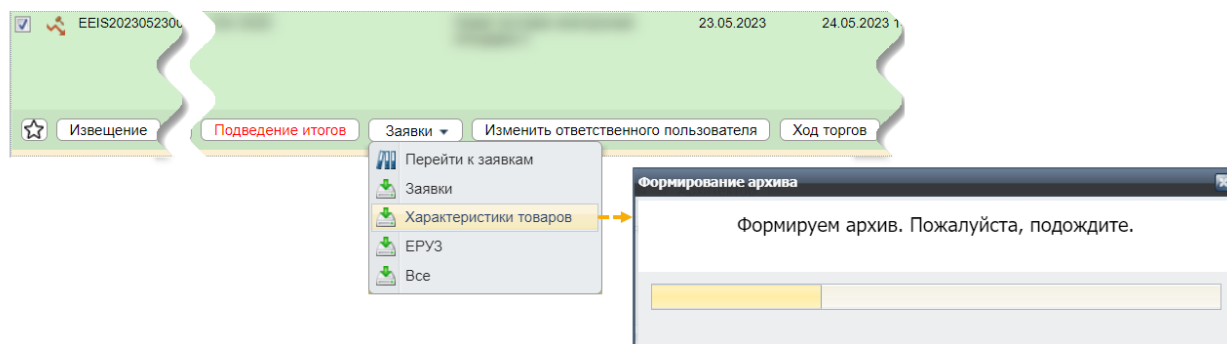 EEIS2023052300 23.05.2023 24.05.2023
Извещение Подведение итогов Заявки Изменить ответственного пользователя Ход торгов
Перейти к заявкам
Заявки
Характеристики товаров
ЕРУЗ
Все
Формирование архива
Формируем архив. Пожалуйста, подождите.